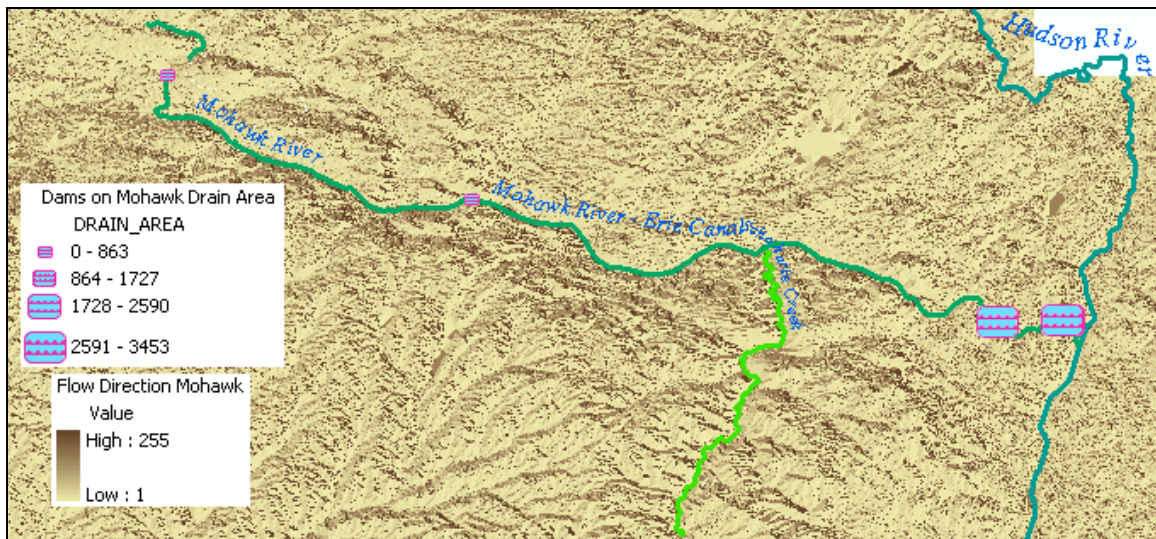 Hudson River
Mohawk River
Mohawk River - Erie Canal
Creek
Dams on Mohawk Drain Area
DRAIN_AREA
0 - 863
864 - 1727
1728 - 2590
2591 - 3453
Flow Direction Mohawk
Value
High : 255
Low : 1